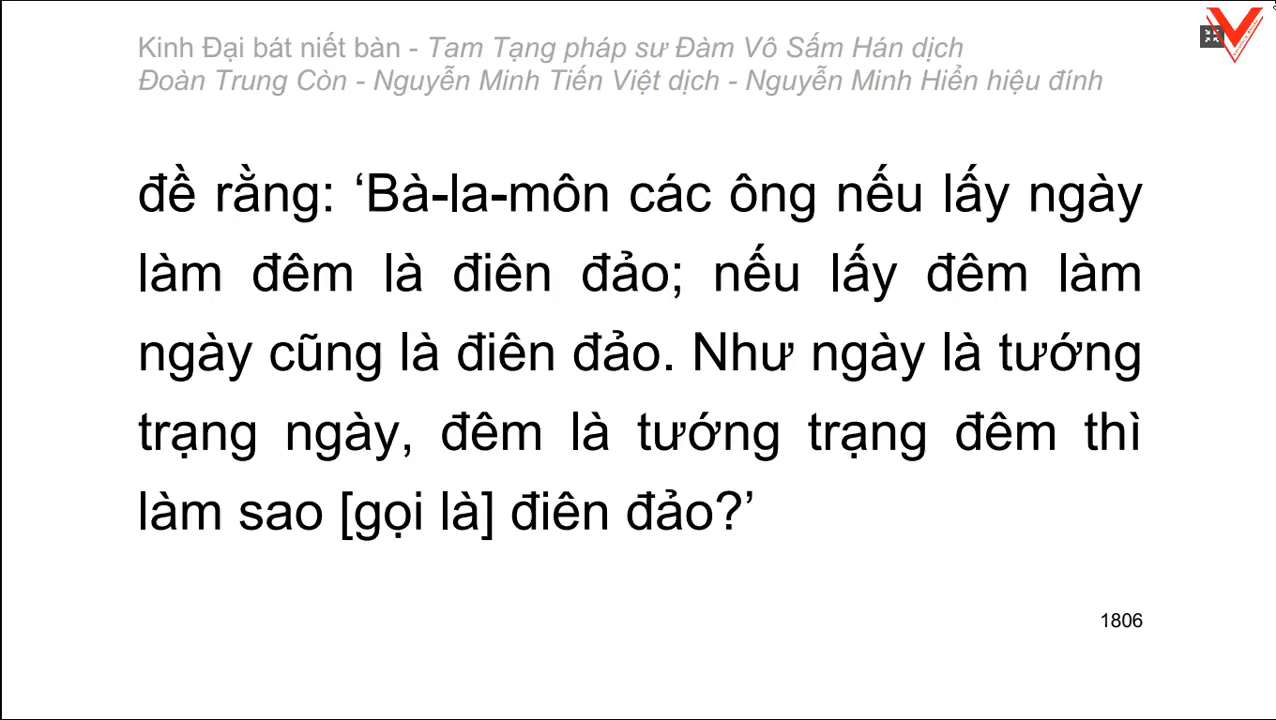 Kinh Đại bát niết bàn - Tam Tạng pháp sư Đàm Vô Sấm Hán dịch
Đoàn Trung Còn - Nguyễn Minh Tiến Việt dịch - Nguyễn Minh Hiển hiệu đính
đề rằng: ‘Bà-la-môn các ông nếu lấy ngày
làm đêm là điên đảo; nếu lấy đêm làm
ngày cũng là điên đảo. Như ngày là tướng
trạng ngày, đêm là tướng trạng đêm thì
làm sao [gọi là] điên đảo?’
1806